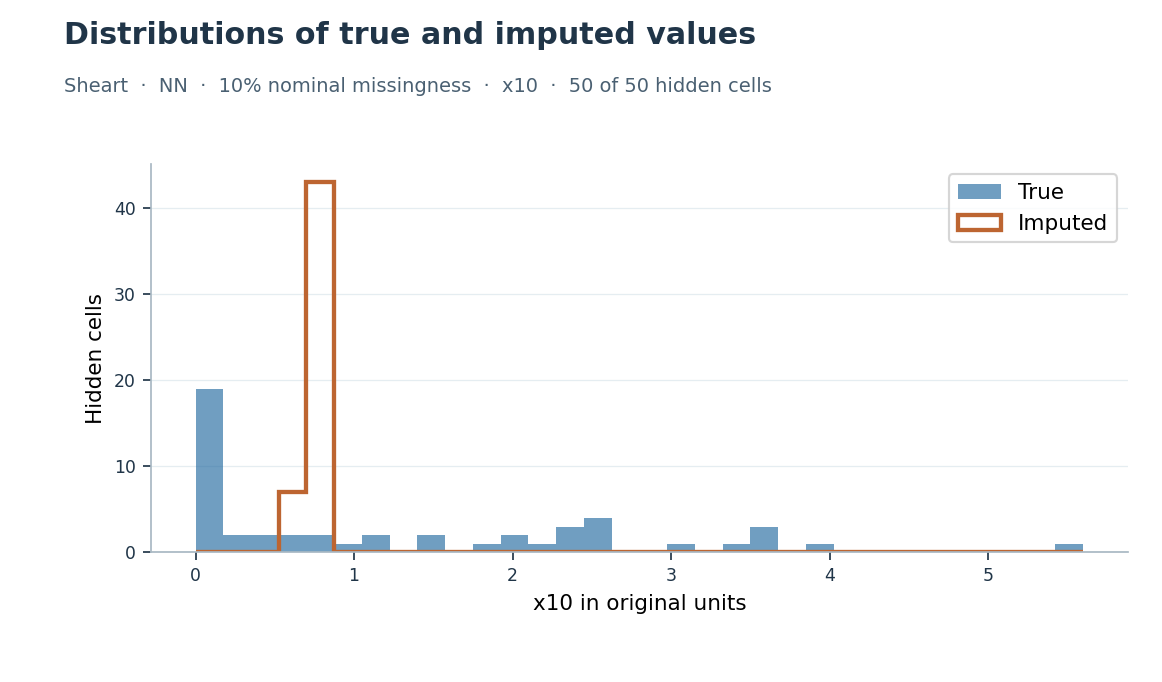 Distributions of true and imputed values
Sheart · NN · 10% nominal missingness · x10 · 50 of 50 hidden cells
True
Imputed
Hidden cells
40
30
20
10
0
0 1 2 3 4 5
x10 in original units